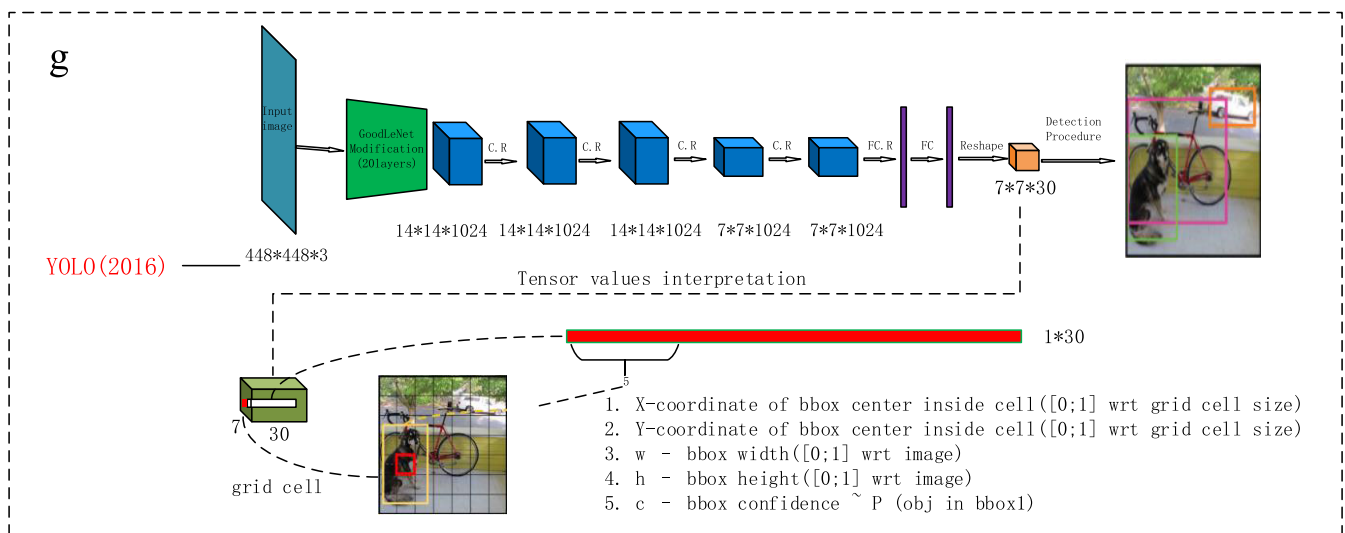 g
Input
image
GoodLeNet
Modification
(20layers)
C.R
C.R
C.R
C.R
FC.R
FC
Reshape
Detection
Procedure
7*7*30
14*14*1024
14*14*1024
14*14*1024
7*7*1024
7*7*1024
448*448*3
YOLO(2016)
Tensor values interpretation
1*30
5
7
30
grid cell
1. X-coordinate of bbox center inside cell([0;1] wrt grid cell size)
2. Y-coordinate of bbox center inside cell([0;1] wrt grid cell size)
3. w - bbox width([0;1] wrt image)
4. h - bbox height([0;1] wrt image)
5. c - bbox confidence ~ P (obj in bbox1)